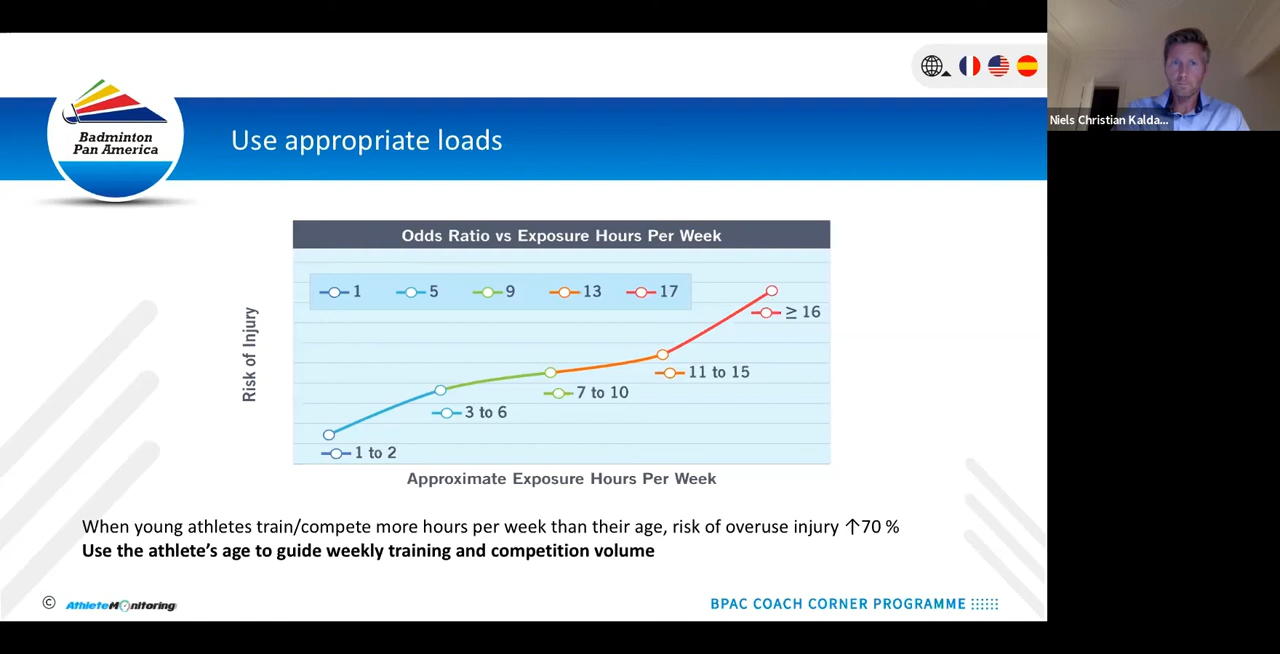 Badminton
Pan America
Use appropriate loads
Niels Christian Kalda...
Odds Ratio vs Exposure Hours Per Week
1 5 9 13 17
Risk of Injury
≥ 16
11 to 15
7 to 10
3 to 6
1 to 2
Approximate Exposure Hours Per Week
When young athletes train/compete more hours per week than their age, risk of overuse injury ↑70 %
Use the athlete's age to guide weekly training and competition volume
© AthleteMonitoring
BPAC COACH CORNER PROGRAMME